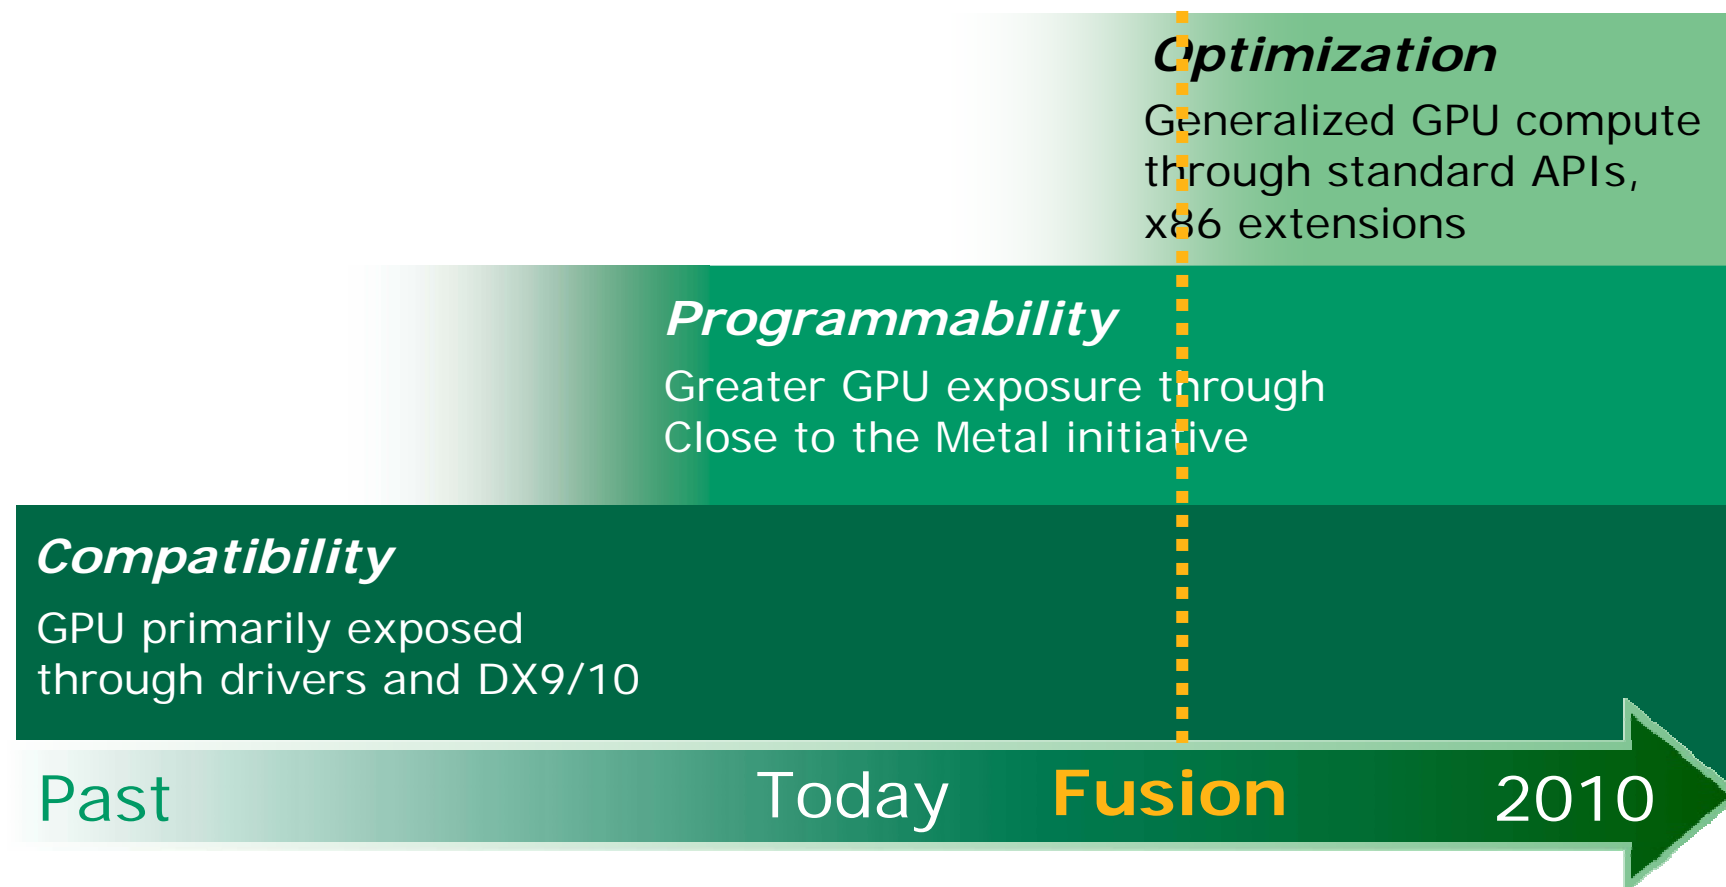 Optimization
Generalized GPU compute
through standard APIs,
x86 extensions
Programmability
Greater GPU exposure through
Close to the Metal initiative
Compatibility
GPU primarily exposed
through drivers and DX9/10
Past Today Fusion 2010